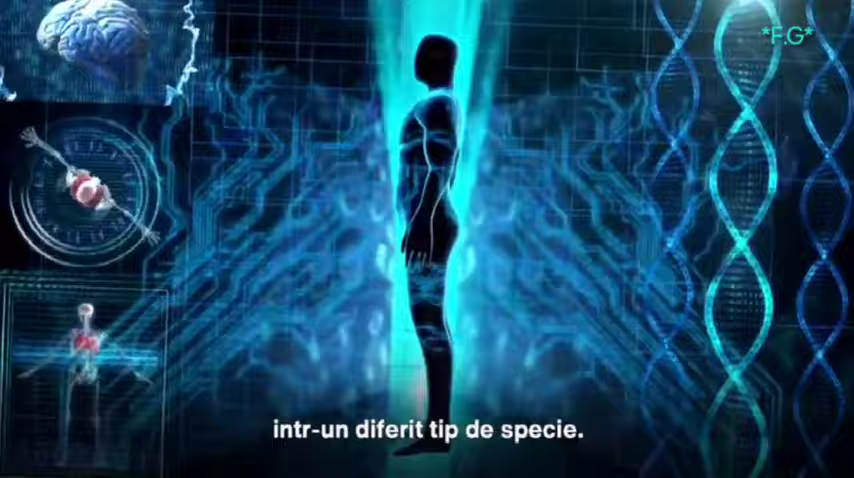 *F.G*
intr-un diferit tip de specie.